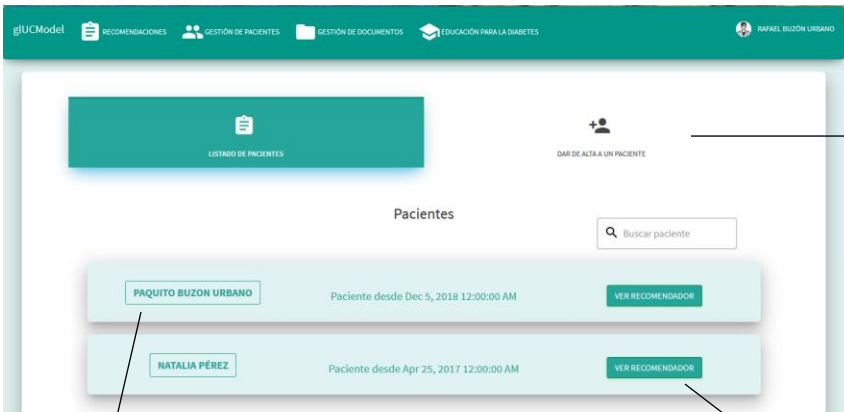 glUCModel RECOMENDACIONES GESTIÓN DE PACIENTES GESTIÓN DE DOCUMENTOS EDUCACIÓN PARA LA DIABETES RAFAEL BUZÓN URBANO
LISTADO DE PACIENTES DAR DE ALTA A UN PACIENTE
Pacientes
Buscar paciente
PAQUITO BUZON URBANO Paciente desde Dec 5, 2018 12:00:00 AM VER RECOMENDADOR
NATALIA PÉREZ Paciente desde Apr 25, 2017 12:00:00 AM VER RECOMENDADOR